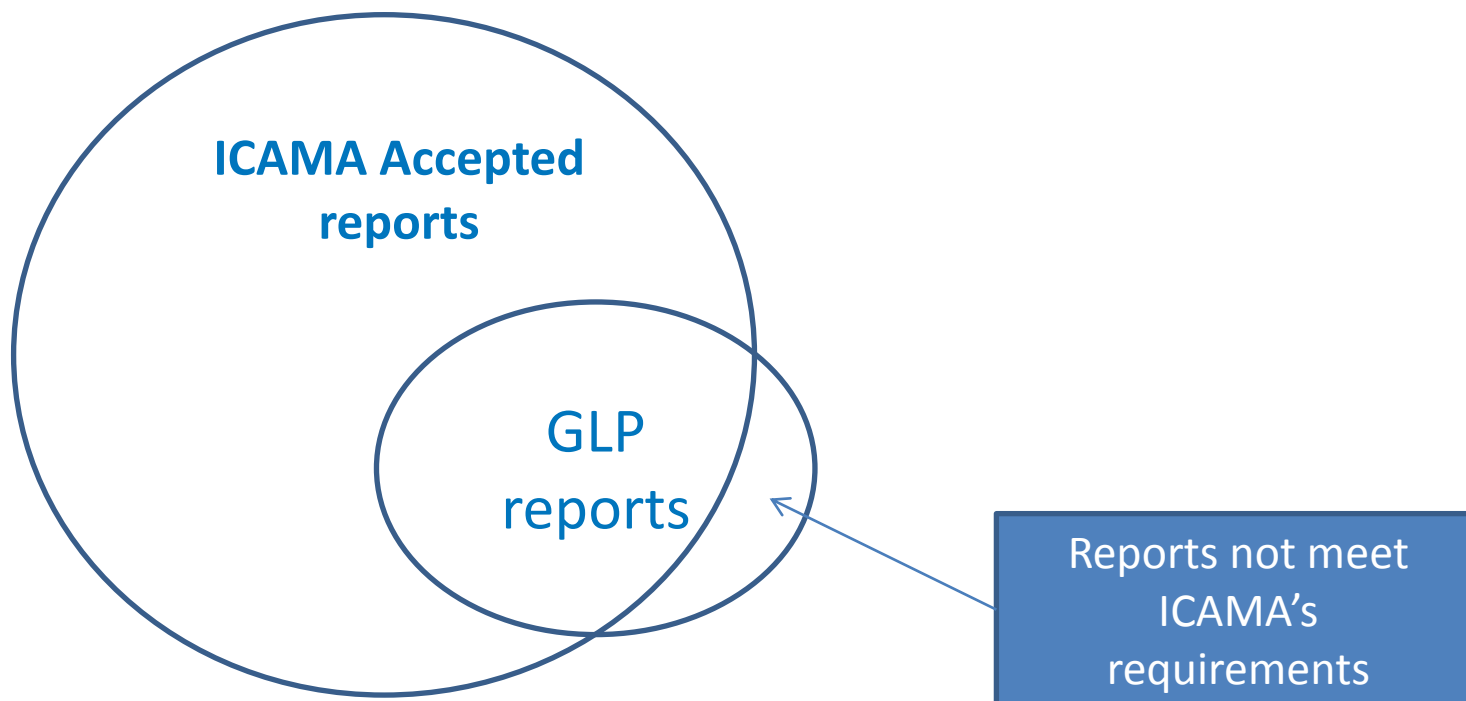 ICAMA Accepted
reports
GLP
reports
Reports not meet
ICAMA’s
requirements